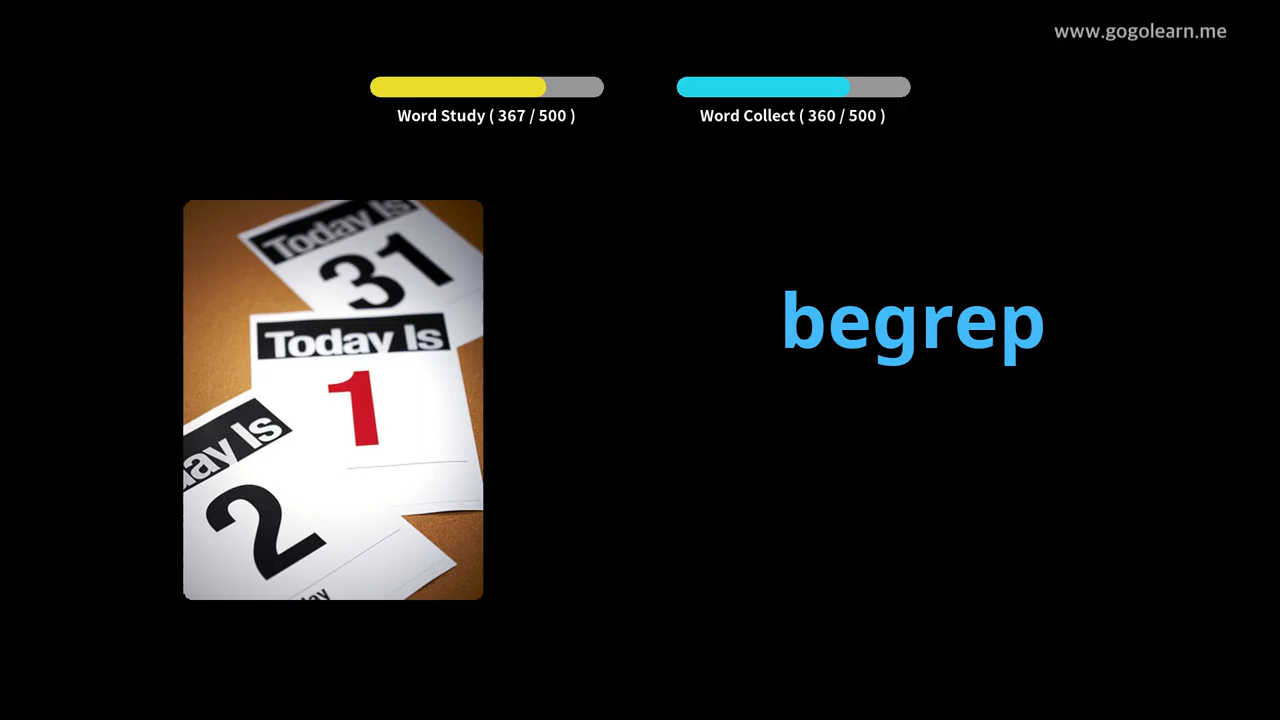 www.gogolearn.me
Word Study ( 367 / 500 )
Word Collect ( 360 / 500 )
Today Is
31
Today Is
1
ay Is
2
day
begrep